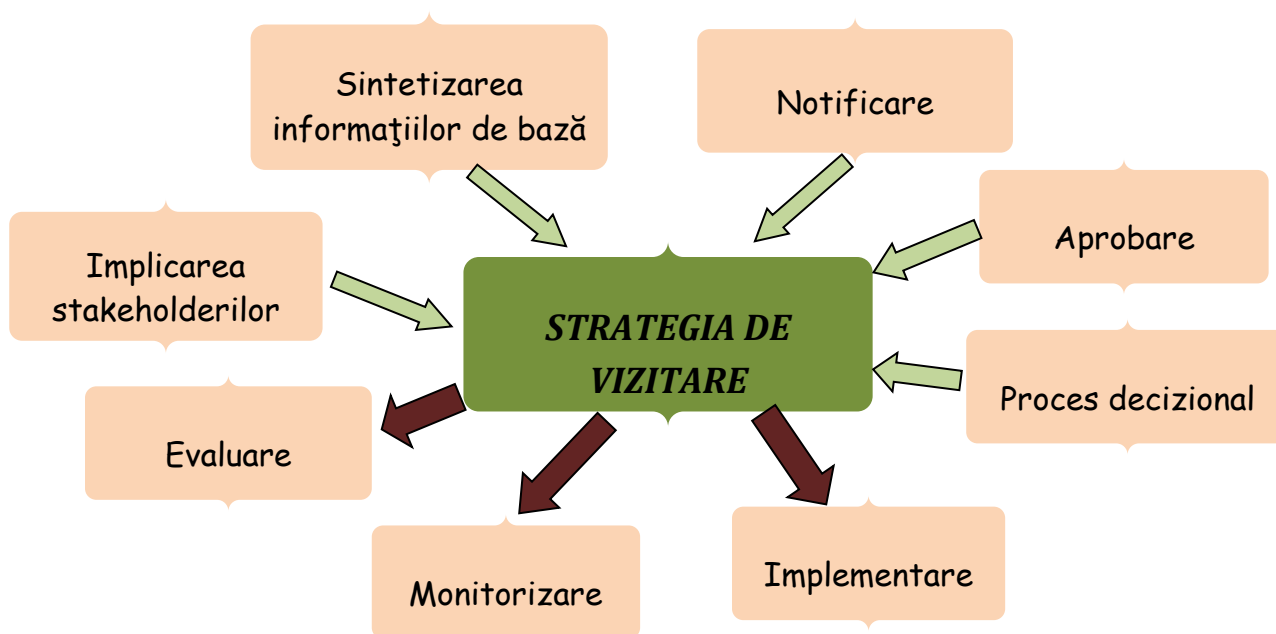 Sintetizarea
informaţiilor de bază
Notificare
Aprobare
Implicarea
stakeholderilor
STRATEGIA DE
VIZITARE
Proces decizional
Evaluare
Monitorizare
Implementare